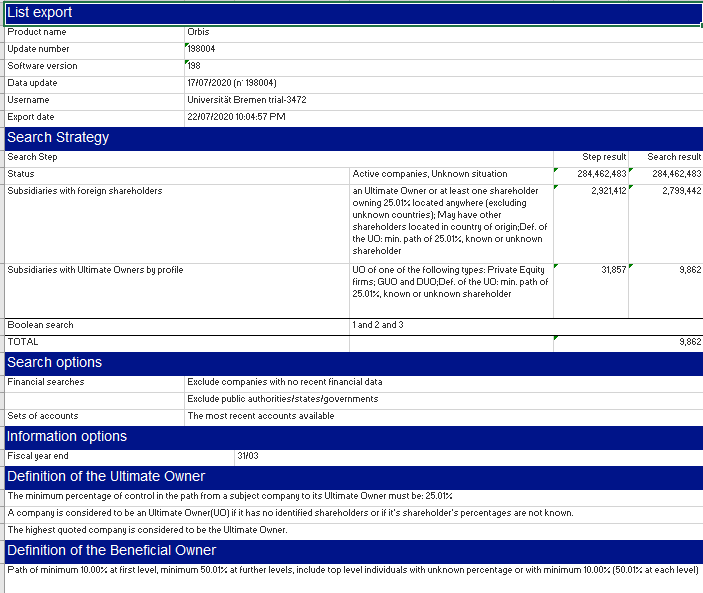 List export
Product name Orbis
Update number 198004
Software version 198
Data update 17/07/2020 (n° 198004)
Username Universität Bremen trial-3472
Export date 22/07/2020 10:04:57 PM
Search Strategy
Search Step Step result Search result
Status Active companies, Unknown situation 284,462,483 284,462,483
Subsidiaries with foreign shareholders an Ultimate Owner or at least one shareholder 2,921,412 2,799,442
owning 25.01% located anywhere (excluding
unknown countries); May have other
shareholders located in country of origin;Def. of
the UO: min. path of 25.01%, known or unknown
shareholder
Subsidiaries with Ultimate Owners by profile UO of one of the following types: Private Equity 31,857 9,862
firms; GUO and DUO;Def. of the UO: min. path of
25.01%, known or unknown shareholder
Boolean search 1 and 2 and 3
TOTAL 9,862
Search options
Financial searches Exclude companies with no recent financial data
Exclude public authorities/states/governments
Sets of accounts The most recent accounts available
Information options
Fiscal year end 31/03
Definition of the Ultimate Owner
The minimum percentage of control in the path from a subject company to its Ultimate Owner must be: 25.01%
A company is considered to be an Ultimate Owner(UO) if it has no identified shareholders or if it's shareholder's percentages are not known.
The highest quoted company is considered to be the Ultimate Owner.
Definition of the Beneficial Owner
Path of minimum 10.00% at first level, minimum 50.01% at further levels, include top level individuals with unknown percentage or with minimum 10.00% (50.01% at each level)